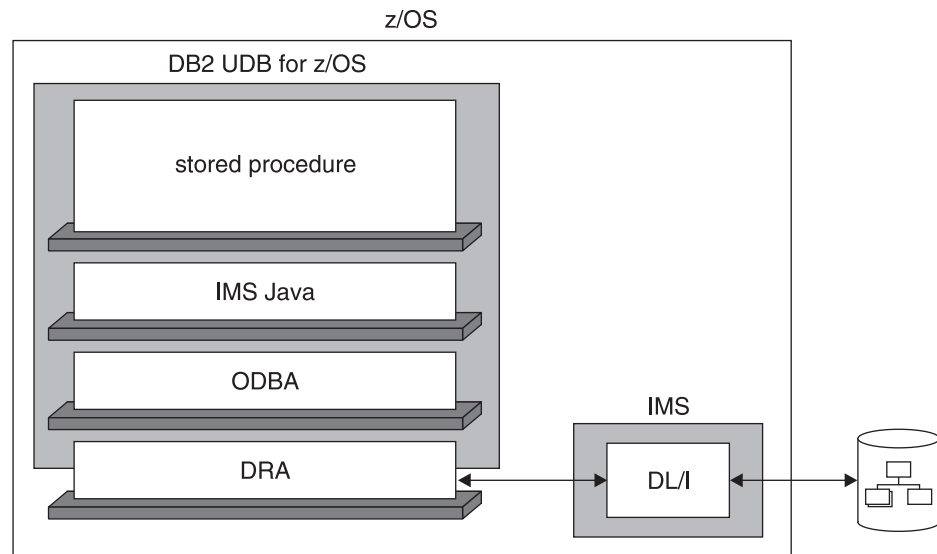 z/OS
DB2 UDB for z/OS
stored procedure
IMS Java
ODBA
DRA
IMS
DL/I